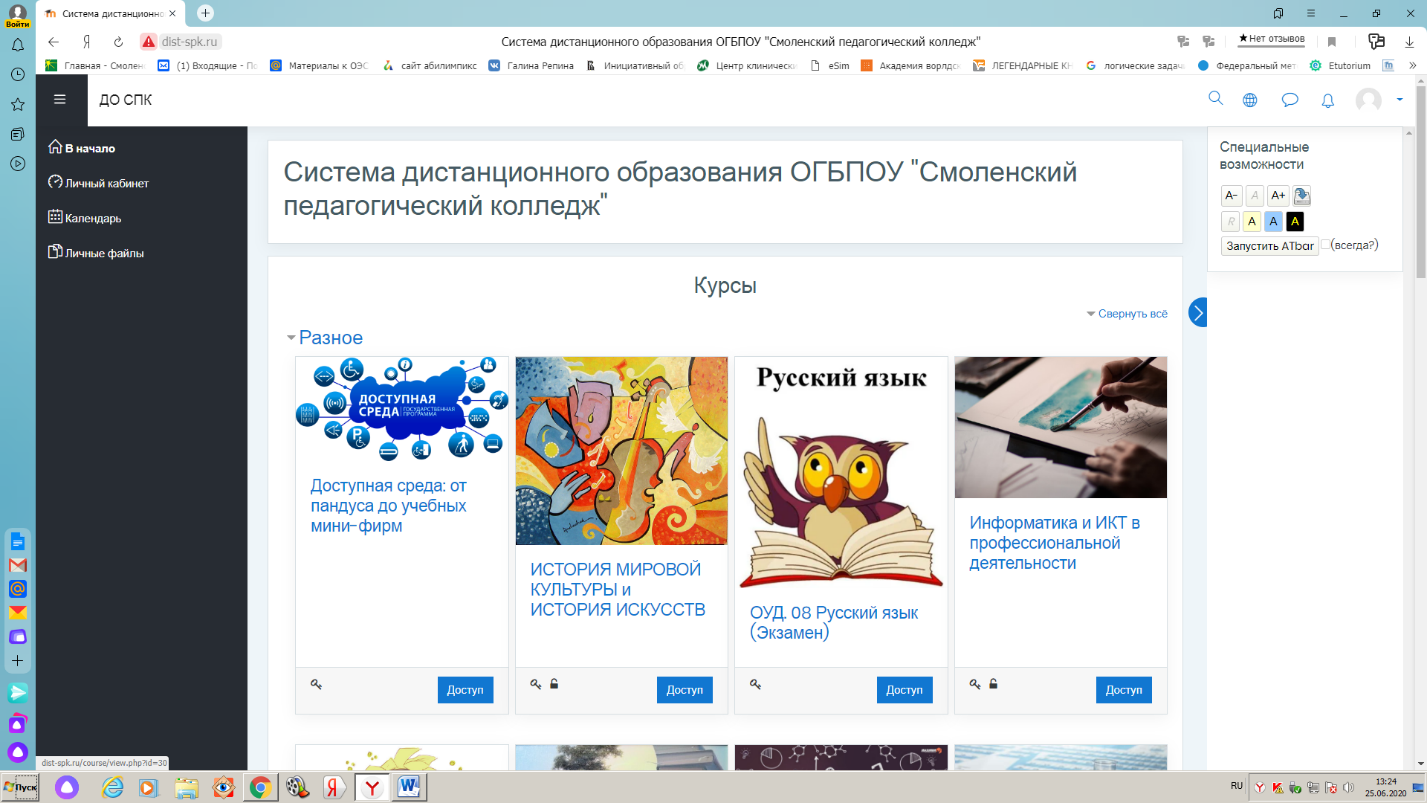 Войти
Система дистанционно
dist-spk.ru
Система дистанционного образования ОГБПОУ "Смоленский педагогический колледж"
★Нет отзывов
Главная - Смолен
(1) Входящие - По
Материалы к ОЭС
сайт абилимпикс
Галина Репина
Инициативный об
Центр клинически
eSim
Академия ворлдск
ЛЕГЕНДАРНЫЕ КН
логические задач
Федеральный мет
Etutorium
»
ДО СПК
В начало
Личный кабинет
Календарь
Личные файлы
Система дистанционного образования ОГБПОУ "Смоленский
педагогический колледж"
Курсы
Свернуть всё
Разное
ДОСТУПНАЯ
СРЕДА
ГОСУДАРСТВЕННАЯ
ПРОГРАММА
Доступная среда: от
пандуса до учебных
мини-фирм
Доступ
ИСТОРИЯ МИРОВОЙ
КУЛЬТУРЫ и
ИСТОРИЯ ИСКУССТВ
Доступ
Русский язык
ОУД. 08 Русский язык
(Экзамен)
Доступ
Информатика и ИКТ в
профессиональной
деятельности
Доступ
Специальные
возможности
A- A A+
R A A A
Запустить ATbar (всегда?)
dist-spk.ru/course/view.php?id=30
Пуск
RU
13:24
25.06.2020